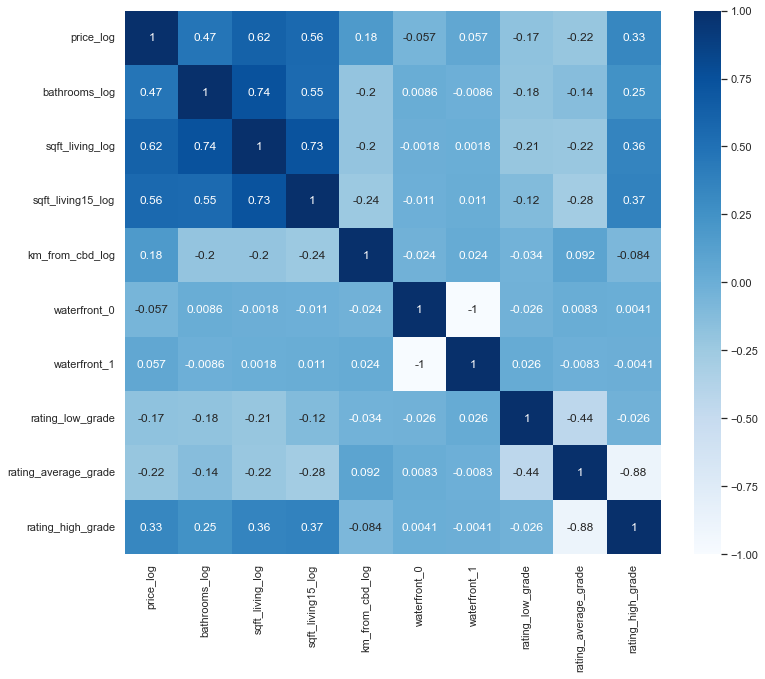 price_log 1 0.47 0.62 0.56 0.18 -0.057 0.057 -0.17 -0.22 0.33
bathrooms_log 0.47 1 0.74 0.55 -0.2 0.0086 -0.0086 -0.18 -0.14 0.25
sqft_living_log 0.62 0.74 1 0.73 -0.2 -0.0018 0.0018 -0.21 -0.22 0.36
sqft_living15_log 0.56 0.55 0.73 1 -0.24 -0.011 0.011 -0.12 -0.28 0.37
km_from_cbd_log 0.18 -0.2 -0.2 -0.24 1 -0.024 0.024 -0.034 0.092 -0.084
waterfront_0 -0.057 0.0086 -0.0018 -0.011 -0.024 1 -1 -0.026 0.0083 0.0041
waterfront_1 0.057 -0.0086 0.0018 0.011 0.024 -1 1 0.026 -0.0083 -0.0041
rating_low_grade -0.17 -0.18 -0.21 -0.12 -0.034 -0.026 0.026 1 -0.44 -0.026
rating_average_grade -0.22 -0.14 -0.22 -0.28 0.092 0.0083 -0.0083 -0.44 1 -0.88
rating_high_grade 0.33 0.25 0.36 0.37 -0.084 0.0041 -0.0041 -0.026 -0.88 1
price_log
bathrooms_log
sqft_living_log
sqft_living15_log
km_from_cbd_log
waterfront_0
waterfront_1
rating_low_grade
rating_average_grade
rating_high_grade
1.00
0.75
0.50
0.25
0.00
−0.25
−0.50
−0.75
−1.00